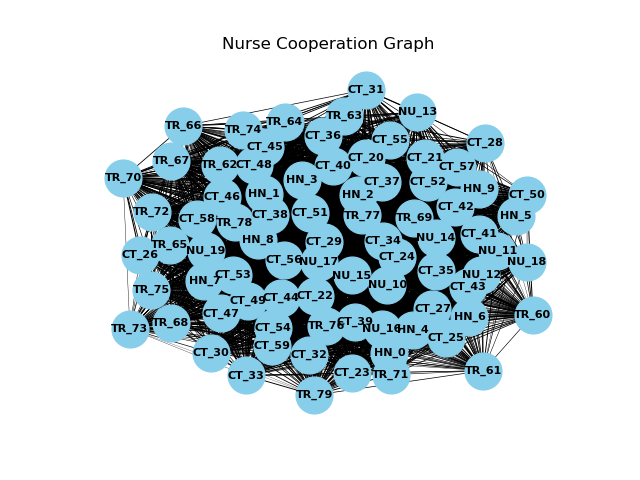 Nurse Cooperation Graph
CT_31
NU_13
TR_63
TR_64
TR_66
TR_74
CT_36
CT_55
CT_28
CT_45
TR_67
TR_62
CT_48
CT_40
CT_20
CT_21
CT_57
TR_70
HN_3
CT_37
CT_52
HN_9
CT_46
HN_1
HN_2
CT_50
TR_72
CT_58
TR_78
CT_38
CT_51
TR_77
TR_69
CT_42
HN_5
CT_26
TR_65
NU_19
HN_8
CT_29
CT_34
NU_14
CT_41
NU_11
CT_56
NU_17
CT_24
NU_18
TR_75
HN_7
CT_53
NU_15
NU_10
CT_35
NU_12
CT_43
CT_49
CT_44
CT_22
CT_27
TR_73
TR_68
CT_47
CT_54
TR_76
CT_39
NU_16
HN_4
HN_6
TR_60
CT_30
CT_59
CT_32
HN_0
CT_25
CT_33
CT_23
TR_71
TR_61
TR_79